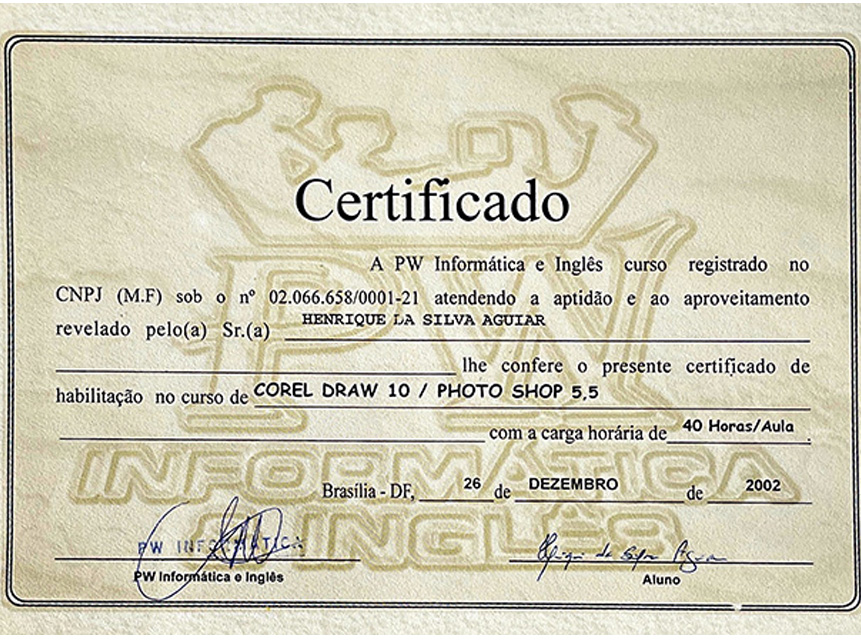 Certificado
A PW Informática e Inglês curso registrado no
CNPJ (M.F) sob o nº 02.066.658/0001-21 atendendo a aptidão e ao aproveitamento
HENRIQUE LA SILVA AGUIAR
revelado pelo(a) Sr.(a)
lhe confere o presente certificado de
habilitação no curso de COREL DRAW 10 / PHOTO SHOP 5,5
com a carga horária de 40 Horas/Aula
Brasília - DF, 26 de DEZEMBRO de 2002
PW INFORMÁTICA
PW Informática e Inglês
Aluno
PW
INFORMÁTICA
& INGLÊS